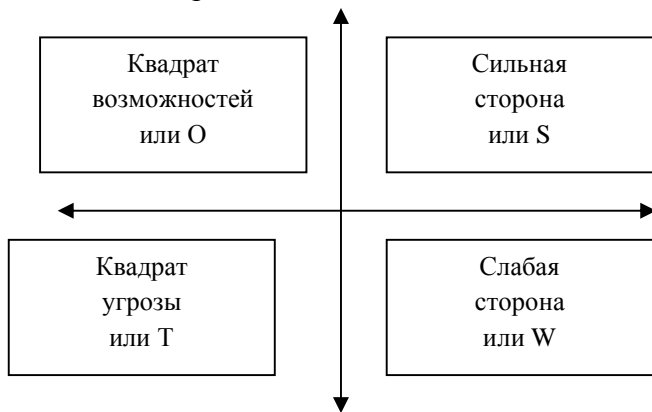 Квадрат
возможностей
или O
Сильная
сторона
или S
Квадрат
угрозы
или T
Слабая
сторона
или W